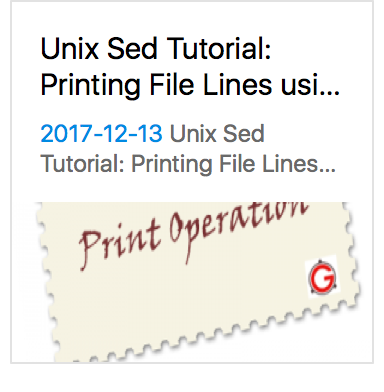 Unix Sed Tutorial:
Printing File Lines usi...
2017-12-13 Unix Sed
Tutorial: Printing File Lines...
Print Operation
G